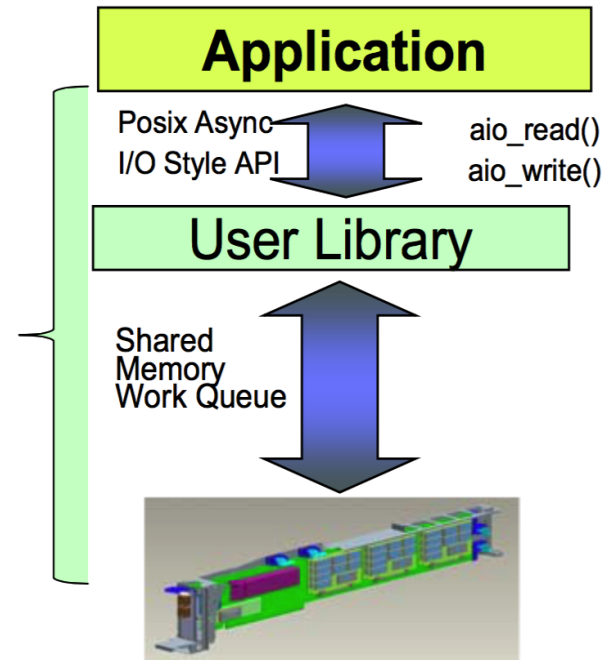 Application
Posix Async
I/O Style API
aio_read()
aio_write()
User Library
Shared
Memory
Work Queue